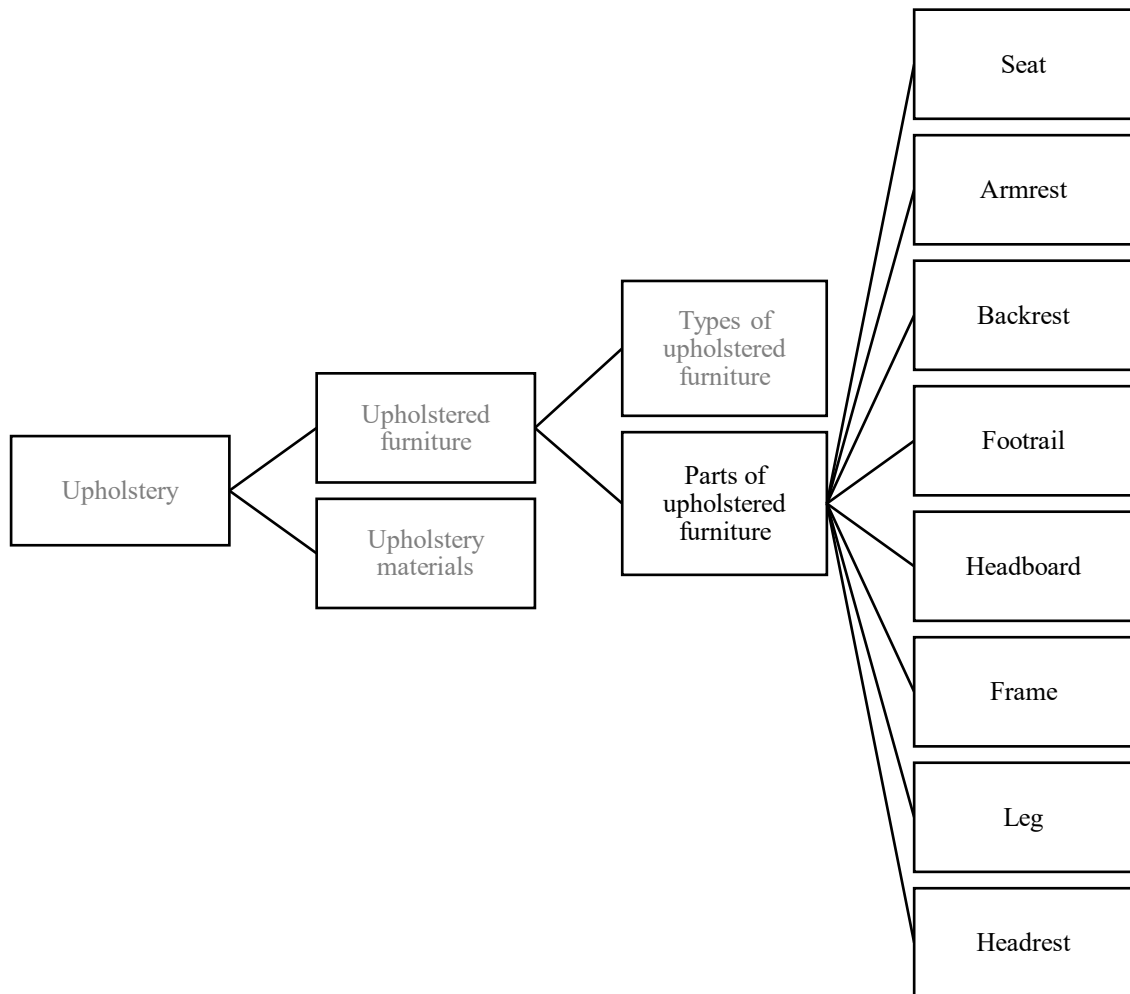 Upholstery
Upholstered
furniture
Upholstery
materials
Types of
upholstered
furniture
Parts of
upholstered
furniture
Seat
Armrest
Backrest
Footrail
Headboard
Frame
Leg
Headrest